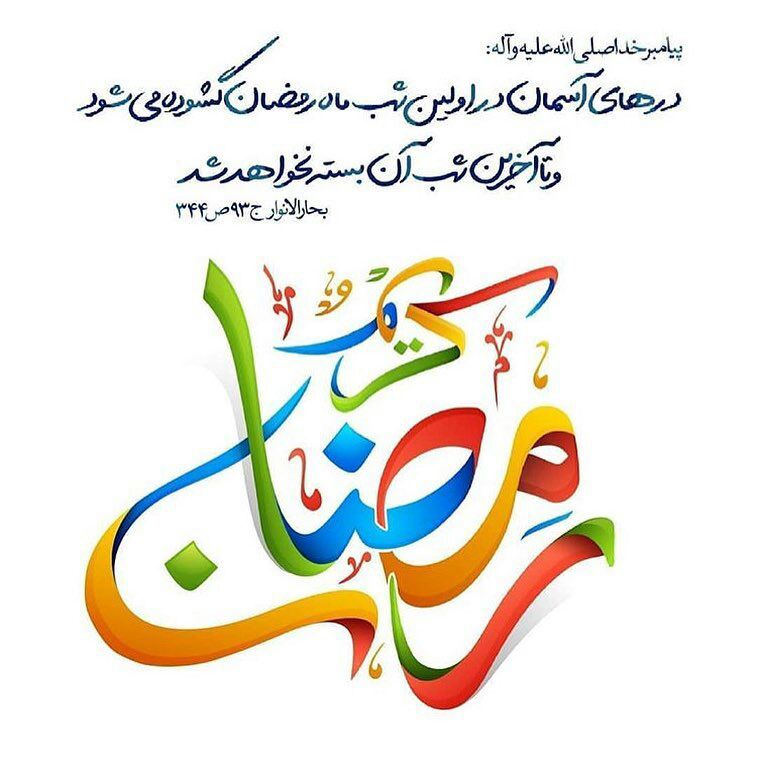 پیامبر خدا صلی الله علیه و آله:
درهای آسمان در اولین شب ماه رمضان گشوده می شود
و تا آخرین شب آن بسته نخواهد شد
بحارالانوار ج ۹۳ ص ۳۴۴
رمضان کریم